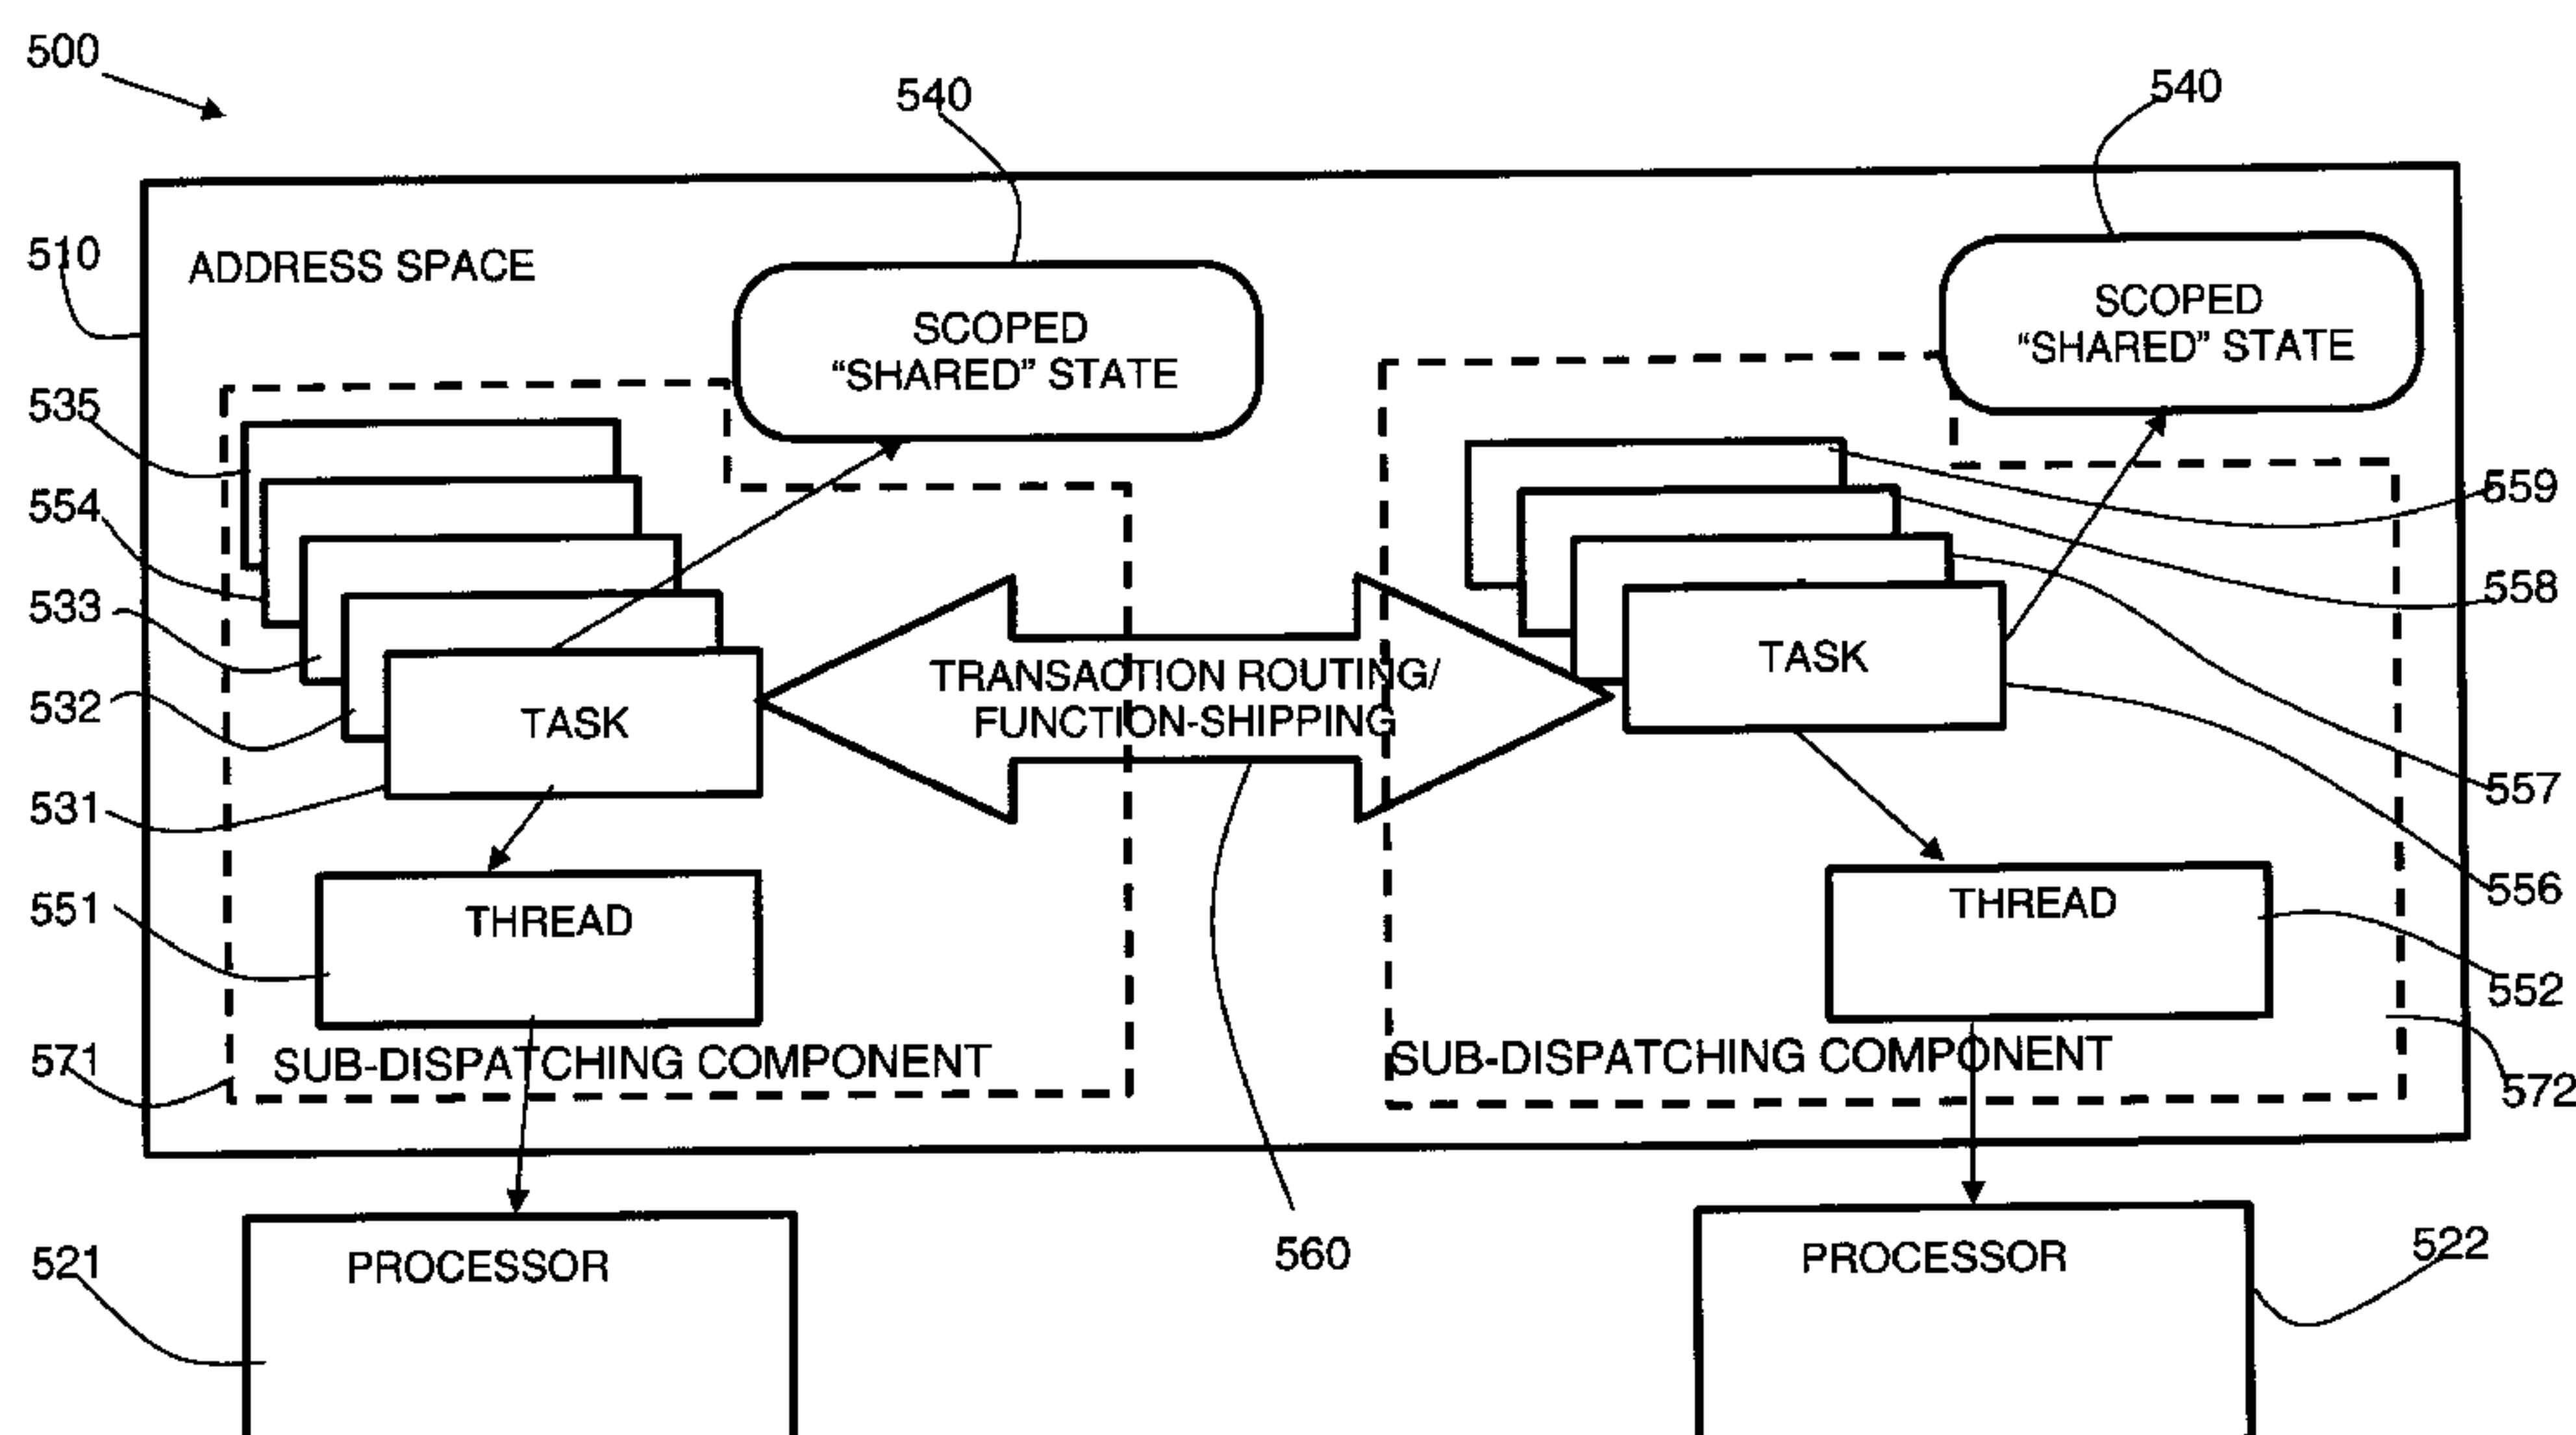 500
540
540
510
ADDRESS SPACE
SCOPED
“SHARED” STATE
SCOPED
“SHARED” STATE
535
554
559
533
558
TASK
TRANSACTION ROUTING/
FUNCTION-SHIPPING
TASK
532
531
557
551
THREAD
THREAD
556
552
571
SUB-DISPATCHING COMPONENT
SUB-DISPATCHING COMPONENT
572
521
PROCESSOR
560
PROCESSOR
522